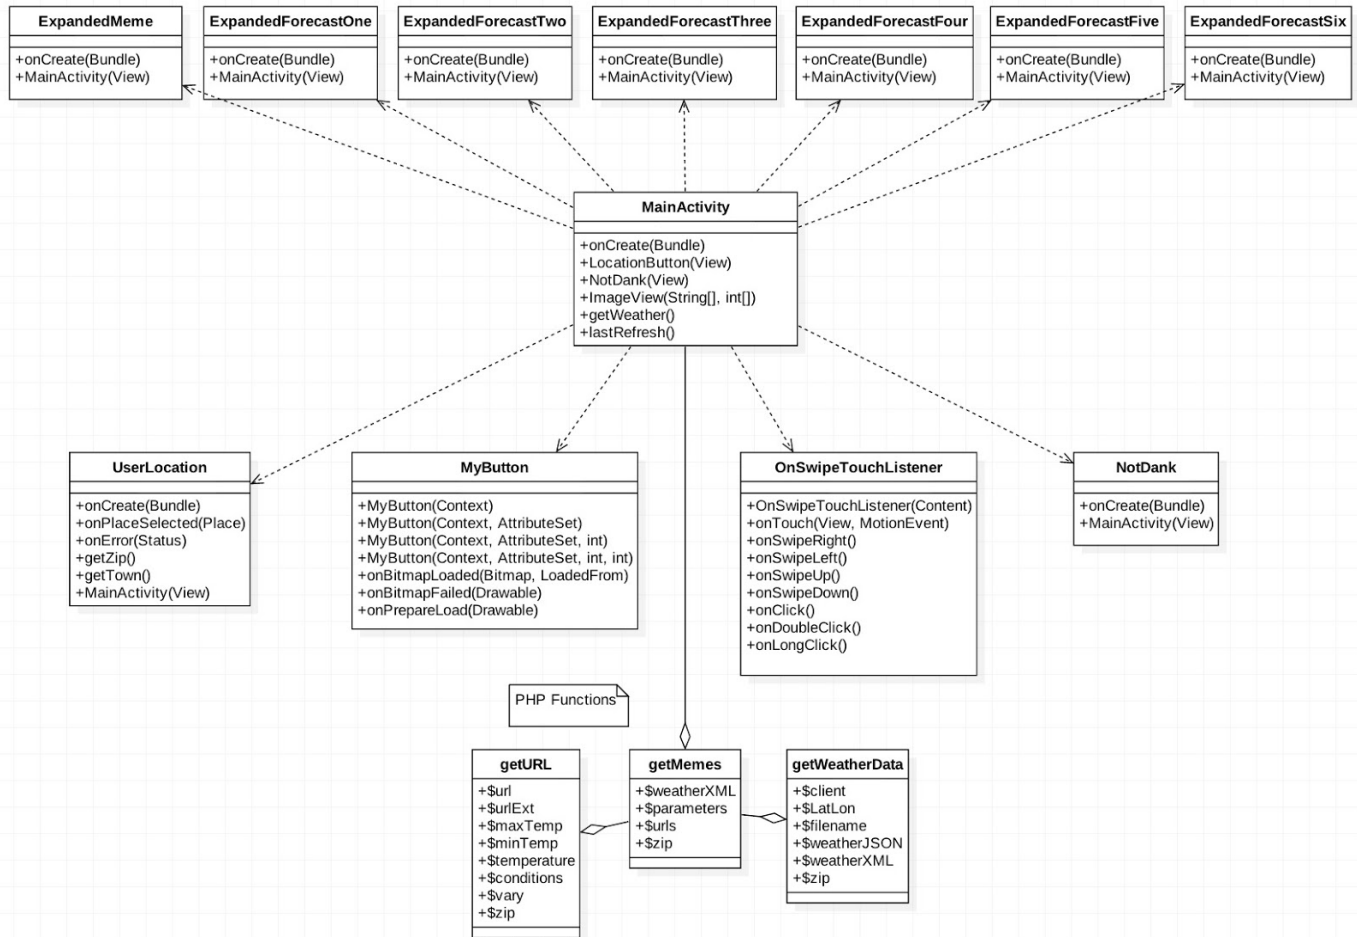 ExpandedMeme
+onCreate(Bundle)
+MainActivity(View)
ExpandedForecastOne
+onCreate(Bundle)
+MainActivity(View)
ExpandedForecastTwo
+onCreate(Bundle)
+MainActivity(View)
ExpandedForecastThree
+onCreate(Bundle)
+MainActivity(View)
ExpandedForecastFour
+onCreate(Bundle)
+MainActivity(View)
ExpandedForecastFive
+onCreate(Bundle)
+MainActivity(View)
ExpandedForecastSix
+onCreate(Bundle)
+MainActivity(View)
MainActivity
+onCreate(Bundle)
+LocationButton(View)
+NotDank(View)
+ImageView(String[], int[])
+getWeather()
+lastRefresh()
UserLocation
+onCreate(Bundle)
+onPlaceSelected(Place)
+onError(Status)
+getZip()
+getTown()
+MainActivity(View)
MyButton
+MyButton(Context)
+MyButton(Context, AttributeSet)
+MyButton(Context, AttributeSet, int)
+MyButton(Context, AttributeSet, int, int)
+onBitmapLoaded(Bitmap, LoadedFrom)
+onBitmapFailed(Drawable)
+onPrepareLoad(Drawable)
OnSwipeTouchListener
+OnSwipeTouchListener(Content)
+onTouch(View, MotionEvent)
+onSwipeRight()
+onSwipeLeft()
+onSwipeUp()
+onSwipeDown()
+onClick()
+onDoubleClick()
+onLongClick()
NotDank
+onCreate(Bundle)
+MainActivity(View)
PHP Functions
getURL
+$url
+$urlExt
+$maxTemp
+$minTemp
+$temperature
+$conditions
+$vary
+$zip
getMemes
+$weatherXML
+$parameters
+$urls
+$zip
getWeatherData
+$client
+$LatLon
+$filename
+$weatherJSON
+$weatherXML
+$zip